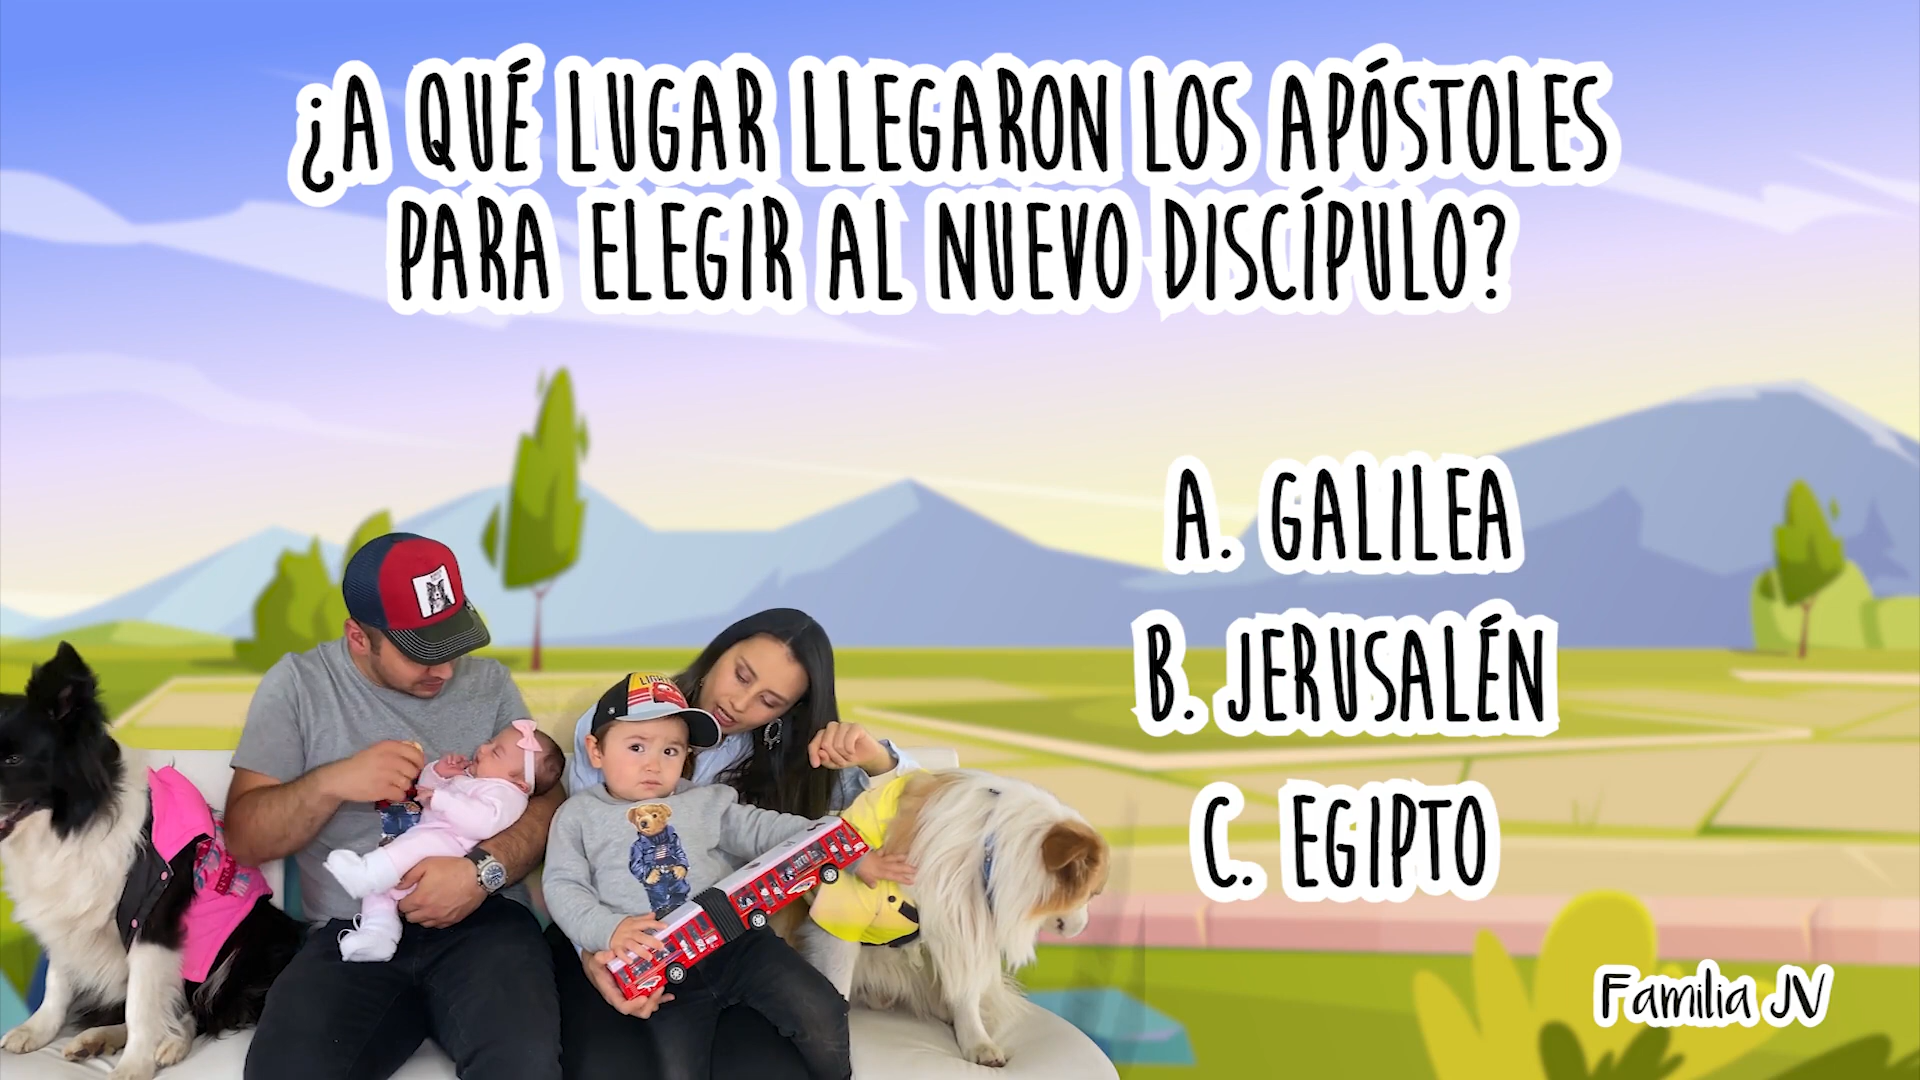 ¿A QUÉ LUGAR LLEGARON LOS APÓSTOLES
PARA ELEGIR AL NUEVO DISCÍPULO?
A. GALILEA
B. JERUSALÉN
C. EGIPTO
Familia JV